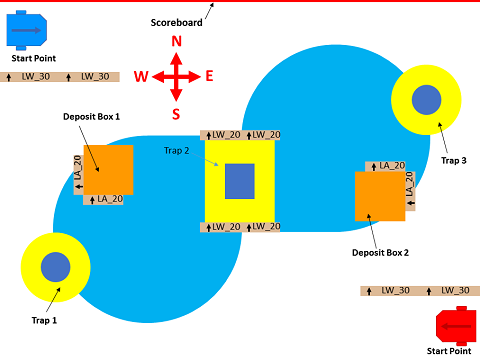 Scoreboard
N
Start Point
W E
LW_30 LW_30
S
Deposit Box 1
LW_20 LW_20
Trap 2
Trap 3
LA_20
LA_20
LA_20
LA_20
LW_20 LW_20
Deposit Box 2
LW_30 LW_30
Trap 1
Start Point